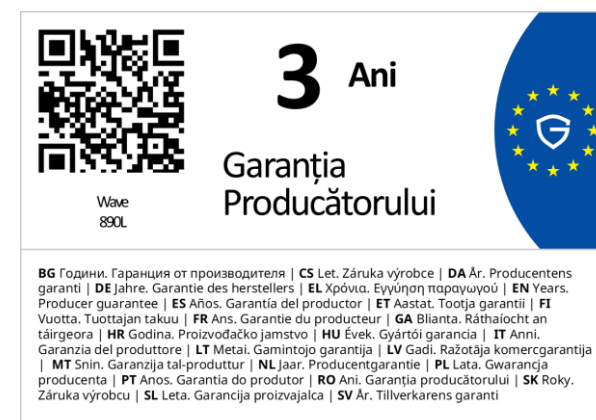 3 Ani
Garanția
Producătorului
Wave
890L
BG Години. Гаранция от производителя | CS Let. Záruka výrobce | DA År. Producentens
garanti | DE Jahre. Garantie des herstellers | EL Χρόνια. Εγγύηση παραγωγού | EN Years.
Producer guarantee | ES Años. Garantía del productor | ET Aastat. Tootja garantii | FI
Vuotta. Tuottajan takuu | FR Ans. Garantie du producteur | GA Blianta. Ráthaíocht an
táirgeora | HR Godina. Proizvođačko jamstvo | HU Évek. Gyártói garancia | IT Anni.
Garanzia del produttore | LT Metai. Gamintojo garantija | LV Gadi. Ražotāja komercgarantija
| MT Snin. Garanzija tal-produttur | NL Jaar. Producentgarantie | PL Lata. Gwarancja
producenta | PT Anos. Garantia do produtor | RO Ani. Garanția producătorului | SK Roky.
Záruka výrobcu | SL Leta. Garancija proizvajalca | SV År. Tillverkarens garanti